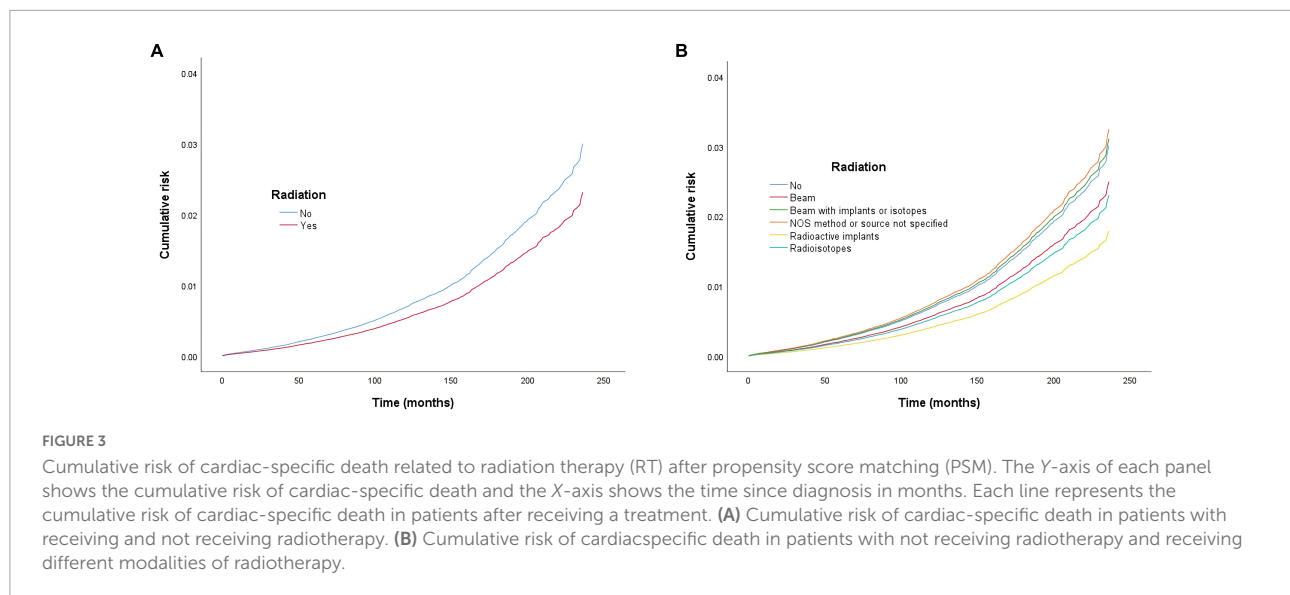 A
0.04
0.03
0.02
0.01
0.00
Cumulative risk
Radiation
No
Yes
0 50 100 150 200 250
Time (months)
B
0.04
0.03
0.02
0.01
0.00
Cumulative risk
Radiation
No
Beam
Beam with implants or isotopes
NOS method or source not specified
Radioactive implants
Radioisotopes
0 50 100 150 200 250
Time (months)
FIGURE 3
Cumulative risk of cardiac-specific death related to radiation therapy (RT) after propensity score matching (PSM). The Y-axis of each panel
shows the cumulative risk of cardiac-specific death and the X-axis shows the time since diagnosis in months. Each line represents the
cumulative risk of cardiac-specific death in patients after receiving a treatment. (A) Cumulative risk of cardiac-specific death in patients with
receiving and not receiving radiotherapy. (B) Cumulative risk of cardiacspecific death in patients with not receiving radiotherapy and receiving
different modalities of radiotherapy.